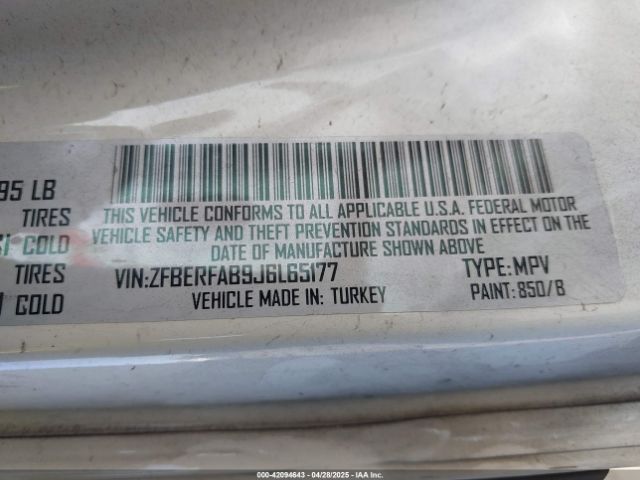 95 LB
TIRES
COLD
TIRES
COLD
THIS VEHICLE CONFORMS TO ALL APPLICABLE U.S.A. FEDERAL MOTOR
VEHICLE SAFETY AND THEFT PREVENTION STANDARDS IN EFFECT ON THE
DATE OF MANUFACTURE SHOWN ABOVE
VIN:ZFBERFAB9J6L65177 TYPE:MPV
VEHICLE MADE IN: TURKEY PAINT: 850/B
000-42094643 04/28/2025 - IAA Inc.